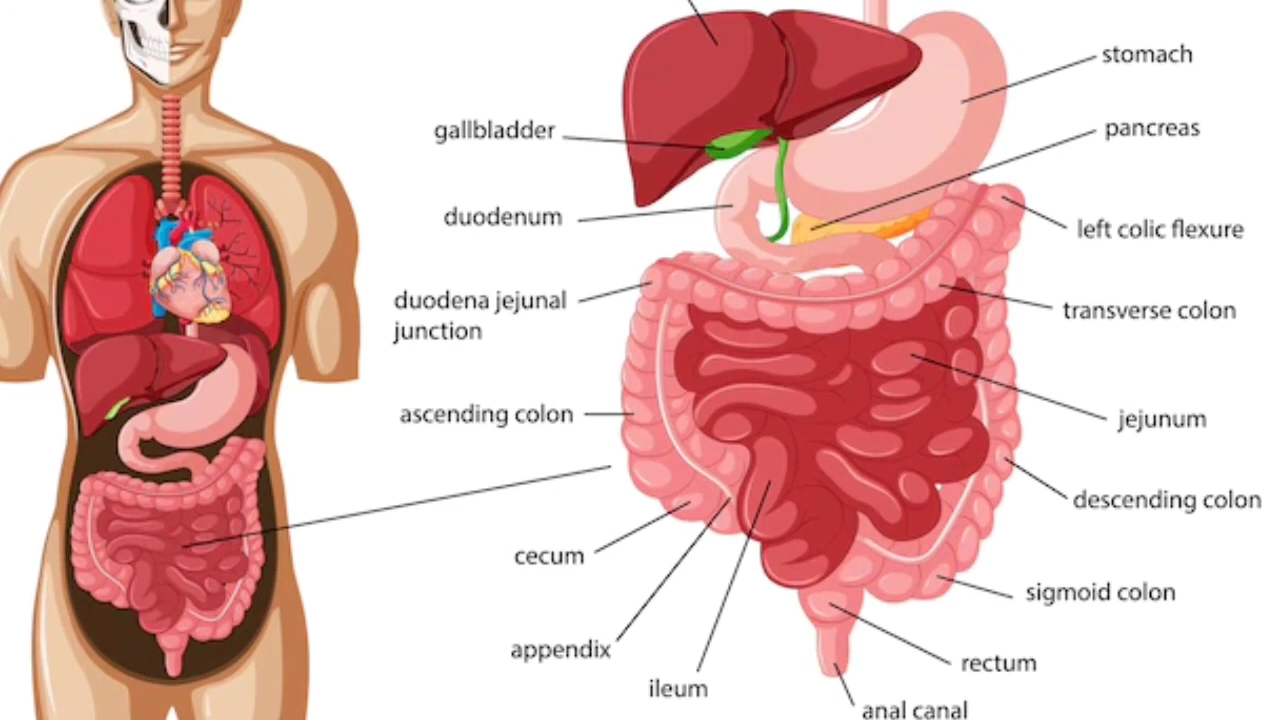 stomach
gallbladder
pancreas
duodenum
left colic flexure
duodena jejunal
junction
transverse colon
ascending colon
jejunum
descending colon
cecum
sigmoid colon
appendix
rectum
ileum
anal canal